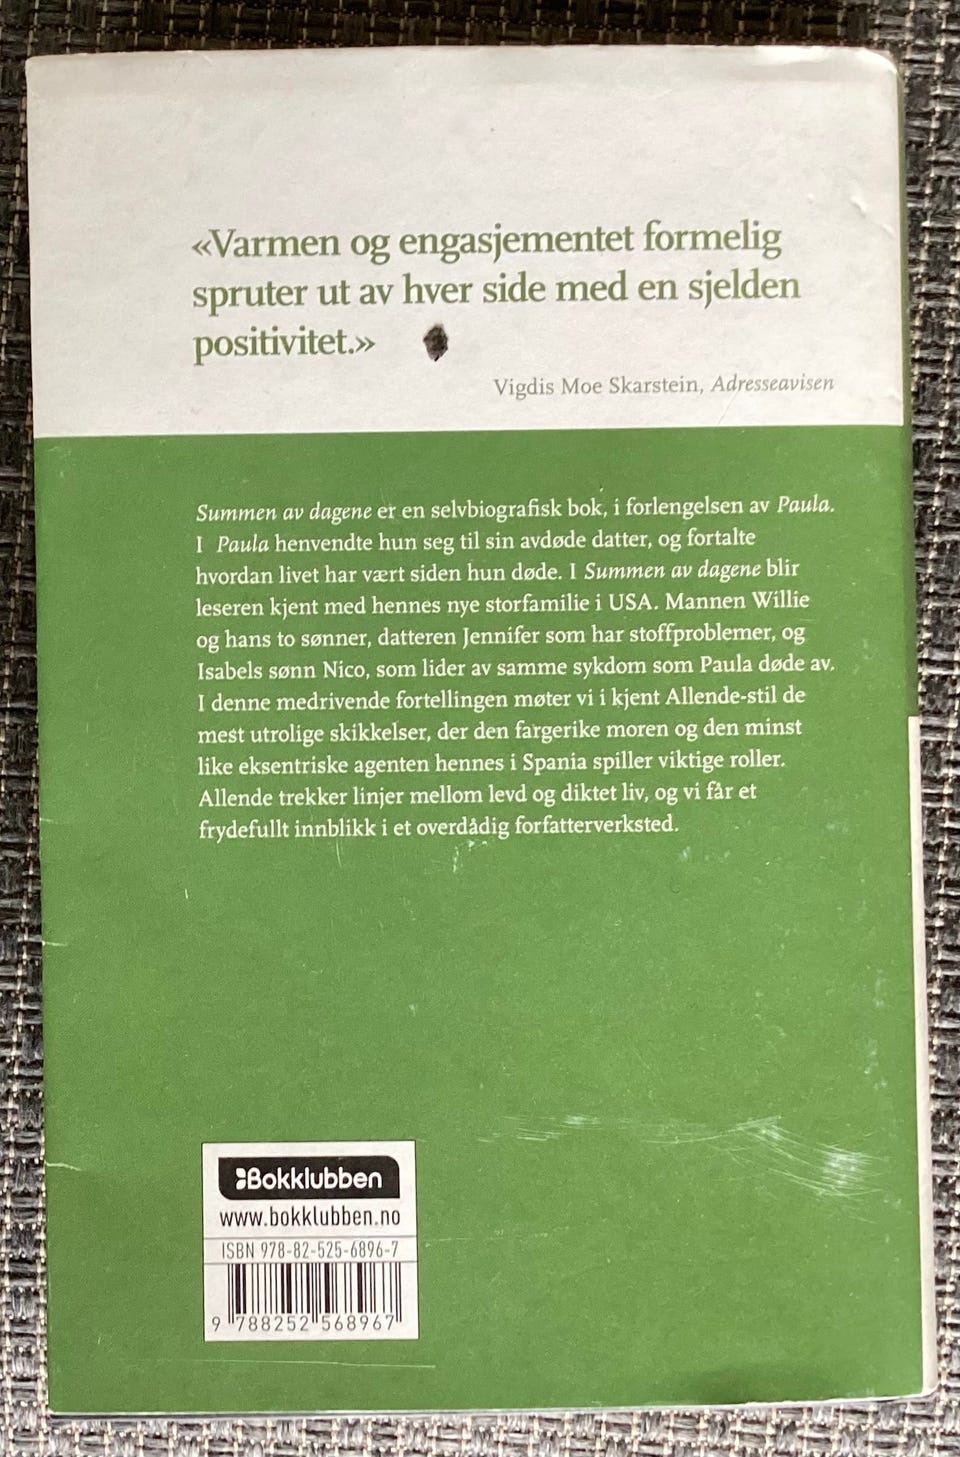 «Varmen og engasjementet formelig
spruter ut av hver side med en sjelden
positivitet.»
Vigdis Moe Skarstein, Adresseavisen
Summen av dagene er en selvbiografisk bok, i forlengelsen av Paula.
I Paula henvendte hun seg til sin avdøde datter, og fortalte
hvordan livet har vært siden hun døde. I Summen av dagene blir
leseren kjent med hennes nye storfamilie i USA. Mannen Willie
og hans to sønner, datteren Jennifer som har stoffproblemer, og
Isabels sønn Nico, som lider av samme sykdom som Paula døde av.
I denne medrivende fortellingen møter vi i kjent Allende-stil de
mest utrolige skikkelser, der den fargerike moren og den minst
like eksentriske agenten hennes i Spania spiller viktige roller.
Allende trekker linjer mellom levd og diktet liv, og vi får et
frydefullt innblikk i et overdådig forfatterverksted.
Bokklubben
www.bokklubben.no
ISBN 978-82-525-6896-7
9 788252 568967